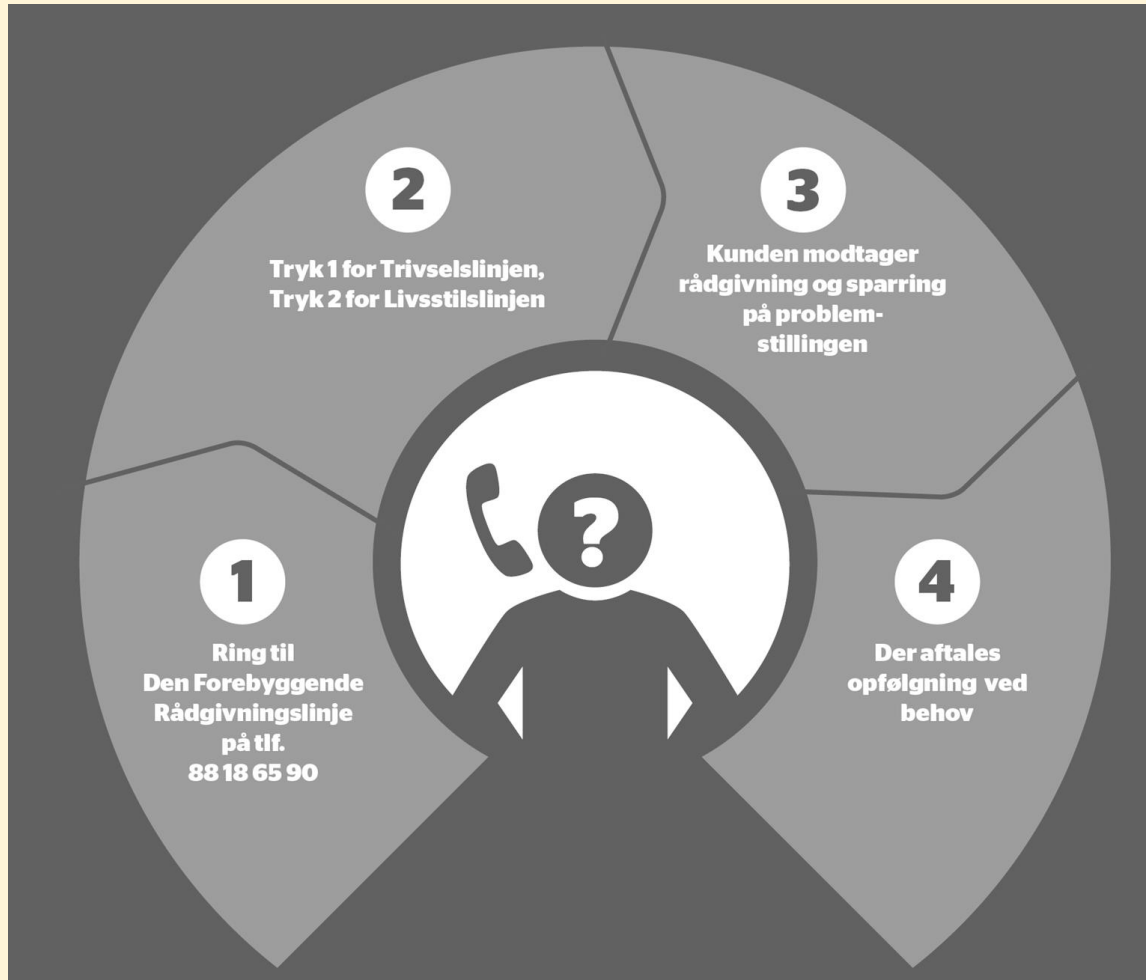 1
Ring til
Den Forebyggende
Rådgivningslinje
på tlf.
88 18 65 90
2
Tryk 1 for Trivselslinjen,
Tryk 2 for Livsstilslinjen
3
Kunden modtager
rådgivning og sparring
på problem-
stillingen
4
Der aftales
opfølgning ved
behov
?